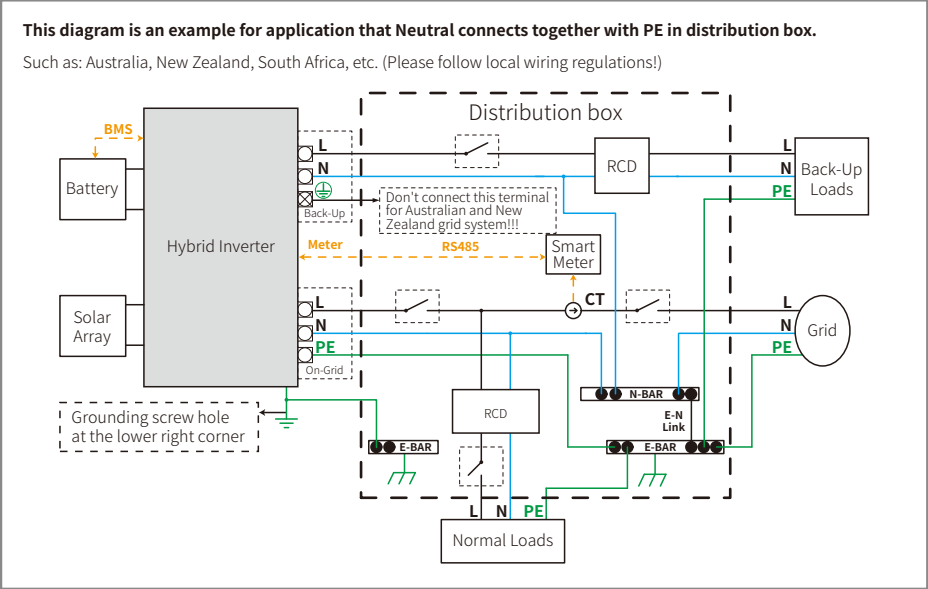 This diagram is an example for application that Neutral connects together with PE in distribution box.
Such as: Australia, New Zealand, South Africa, etc. (Please follow local wiring regulations!)
Distribution box
BMS
Battery
Hybrid Inverter
Solar
Array
L
N
Back-Up
Don't connect this terminal
for Australian and New
Zealand grid system!!!
RCD
L
N
PE
Back-Up
Loads
Meter
RS485
Smart
Meter
CT
L
N
PE
On-Grid
L
N
PE
Grid
RCD
N-BAR
E-N
Link
E-BAR
E-BAR
Grounding screw hole
at the lower right corner
L
N
PE
Normal Loads